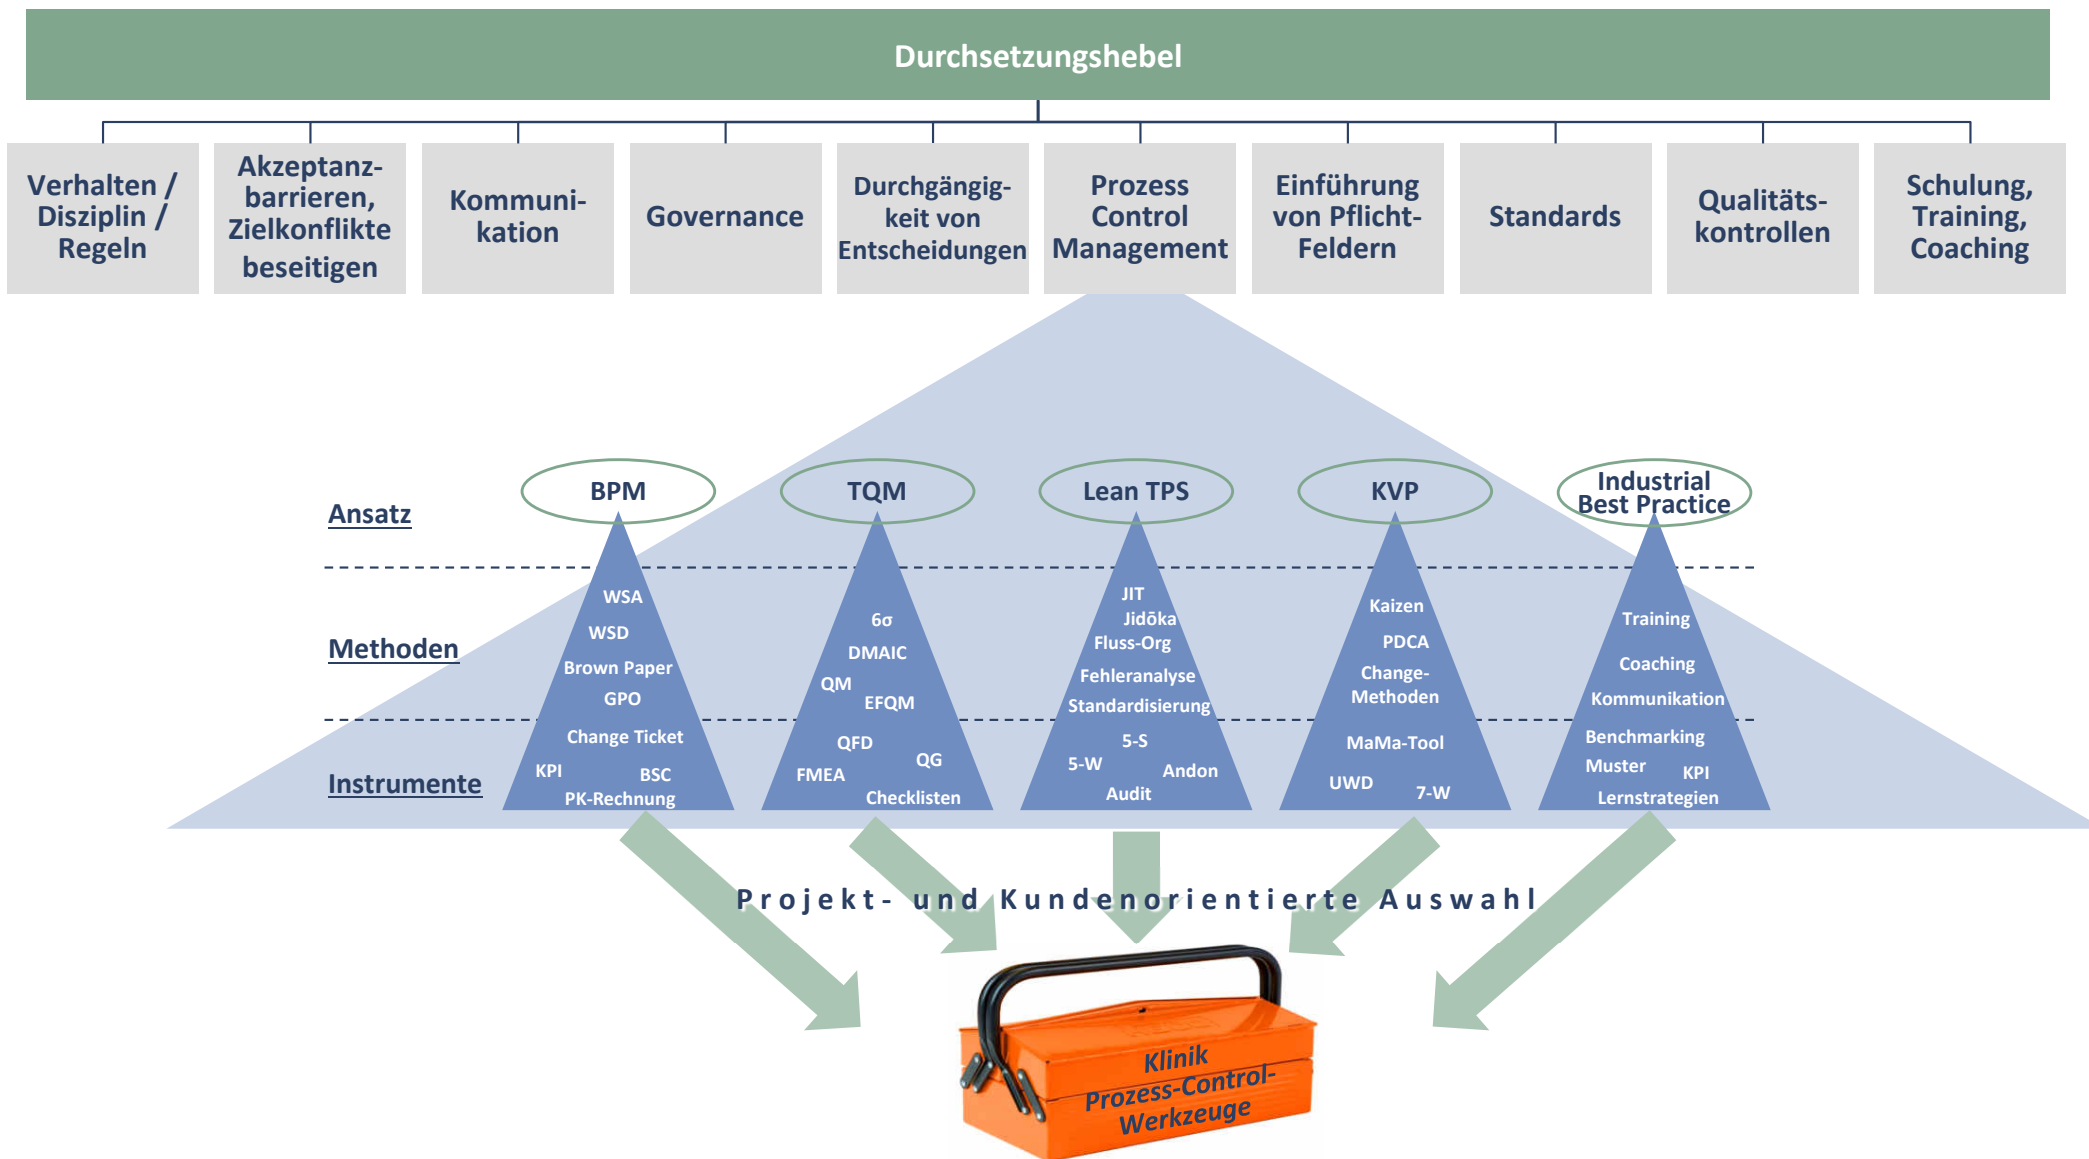 Durchsetzungshebel
Verhalten /
Disziplin /
Regeln
Akzeptanz-
barrieren,
Zielkonflikte
beseitigen
Kommuni-
kation
Governance
Durchgängig-
keit von
Entscheidungen
Prozess
Control
Management
Einführung
von Pflicht-
Feldern
Standards
Qualitäts-
kontrollen
Schulung,
Training,
Coaching
Ansatz
BPM
TQM
Lean TPS
KVP
Industrial
Best Practice
Methoden
WSA
WSD
Brown Paper
GPO
6σ
DMAIC
QM
EFQM
JIT
Jidōka
Fluss-Org
Fehleranalyse
Standardisierung
Kaizen
PDCA
Change-
Methoden
Training
Coaching
Kommunikation
Instrumente
Change Ticket
KPI
BSC
PK-Rechnung
QFD
QG
FMEA
Checklisten
5-S
5-W
Andon
Audit
MaMa-Tool
UWD
7-W
Benchmarking
Muster
KPI
Lernstrategien
Projekt- und Kundenorientierte Auswahl
Klinik
Prozess-Control-
Werkzeuge